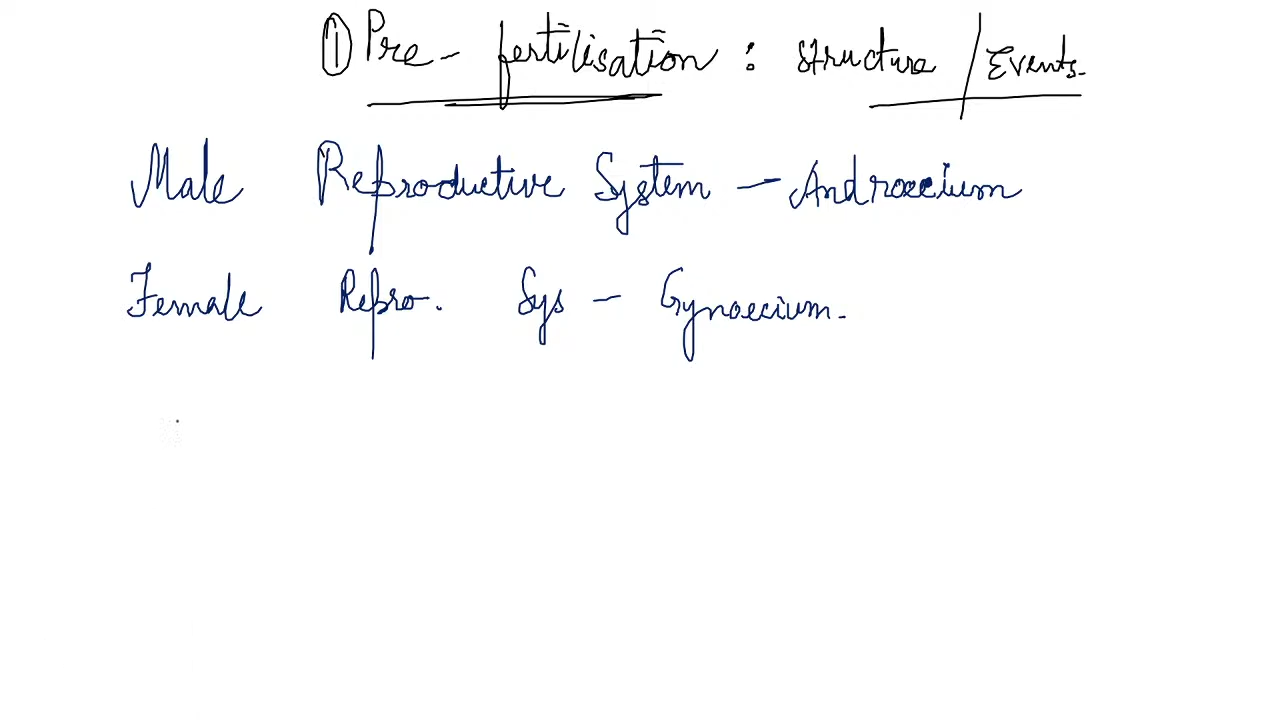 ① Pre- fertilisation : structure / Events.
Male Reproductive System - Androecium
Female Repro. Sys - Gynoecium.